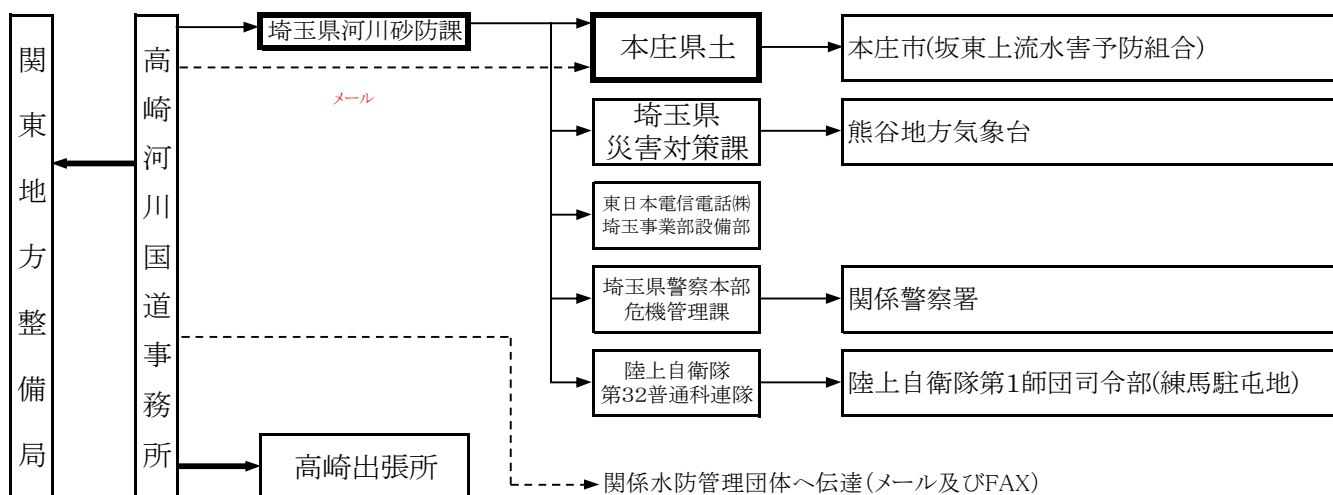 関東地方整備局
高崎河川国道事務所
埼玉県河川砂防課
メール
本庄県土
本庄市(坂東上流水害予防組合)
埼玉県
災害対策課
熊谷地方気象台
東日本電信電話㈱
埼玉事業部設備部
埼玉県警察本部
危機管理課
関係警察署
陸上自衛隊
第32普通科連隊
陸上自衛隊第1師団司令部(練馬駐屯地)
高崎出張所
関係水防管理団体へ伝達(メール及びFAX)